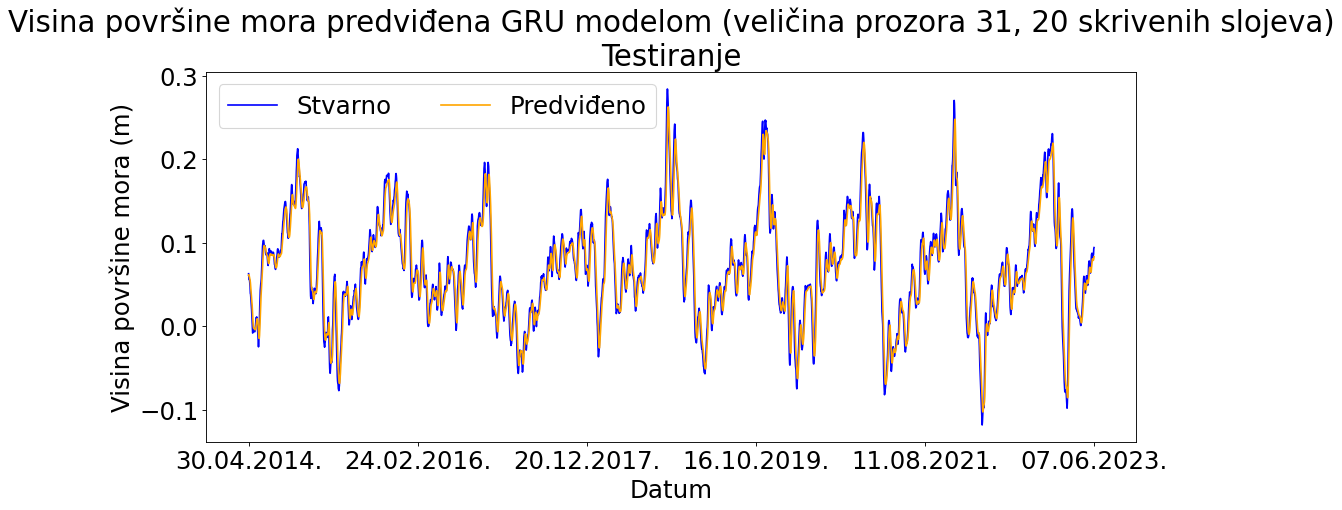 Visina površine mora predviđena GRU modelom (veličina prozora 31, 20 skrivenih slojeva)
Testiranje
Stvarno
Predviđeno
Visina površine mora (m)
0.3
0.2
0.1
0.0
−0.1
30.04.2014.
24.02.2016.
20.12.2017.
16.10.2019.
11.08.2021.
07.06.2023.
Datum